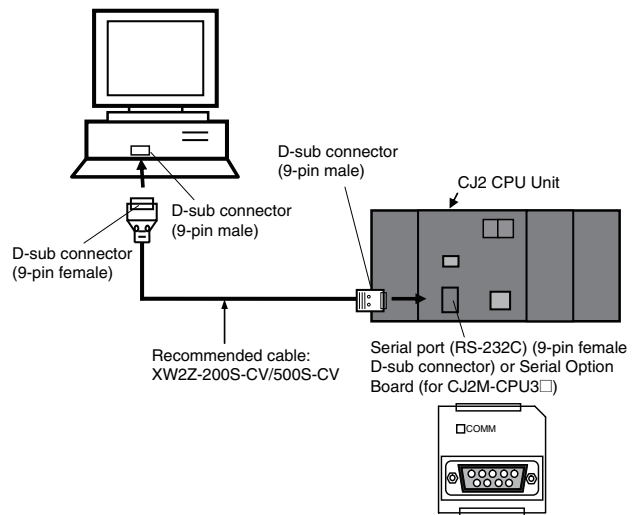 D-sub connector
(9-pin male)
CJ2 CPU Unit
D-sub connector
(9-pin male)
D-sub connector
(9-pin female)
Recommended cable:
XW2Z-200S-CV/500S-CV
Serial port (RS-232C) (9-pin female
D-sub connector) or Serial Option
Board (for CJ2M-CPU3□)
COMM